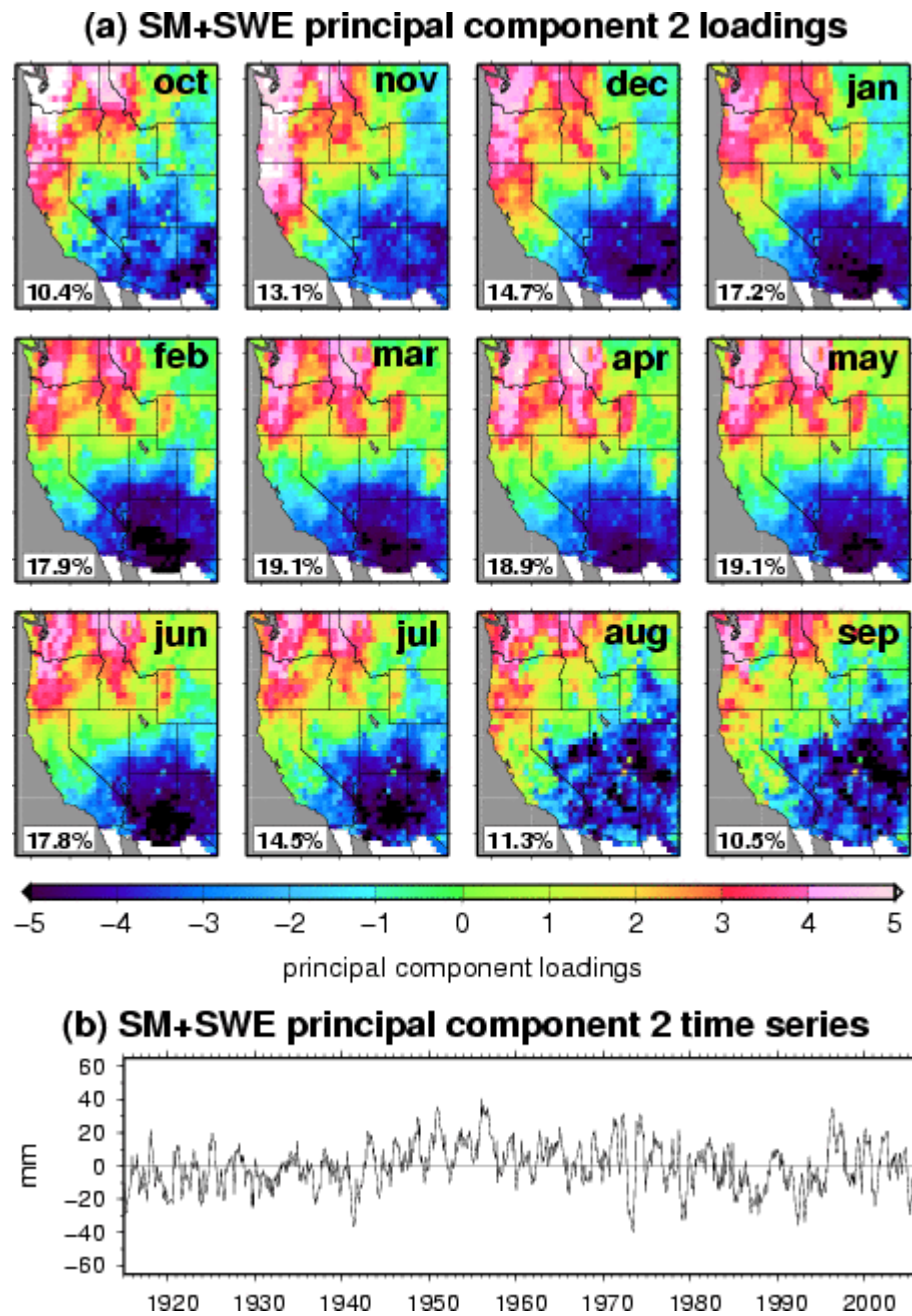 (a) SM+SWE principal component 2 loadings
oct nov dec jan
10.4% 13.1% 14.7% 17.2%
feb mar apr may
17.9% 19.1% 18.9% 19.1%
jun jul aug sep
17.8% 14.5% 11.3% 10.5%
−5 −4 −3 −2 −1 0 1 2 3 4 5
principal component loadings
(b) SM+SWE principal component 2 time series
60
40
20
0
−20
−40
−60
mm
1920 1930 1940 1950 1960 1970 1980 1990 2000